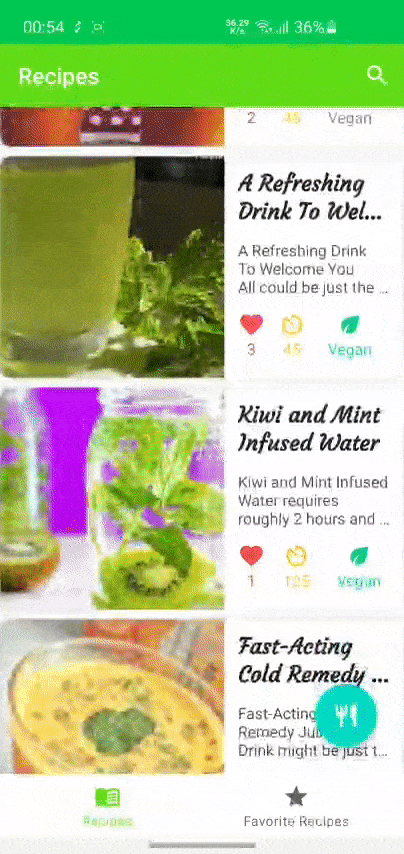 00:54 36.29 K/s 36%
Recipes
2 45 Vegan
A Refreshing
Drink To Wel...
A Refreshing Drink
To Welcome You
All could be just the ...
3 45 Vegan
Kiwi and Mint
Infused Water
Kiwi and Mint Infused
Water requires
roughly 2 hours and ...
1 125 Vegan
Fast-Acting
Cold Remedy ...
Fast-Acting
Remedy Jui
Drink might be just t...
Recipes Favorite Recipes